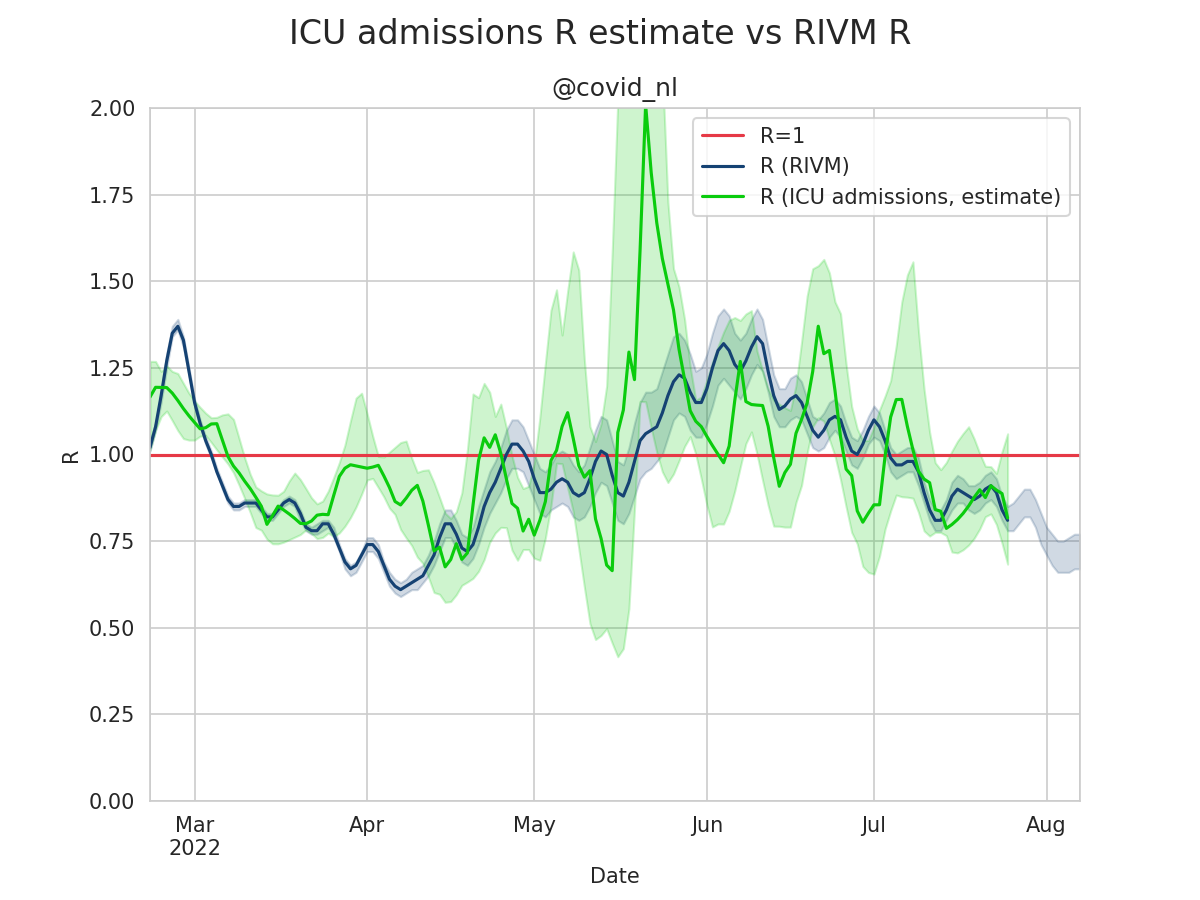 ICU admissions R estimate vs RIVM R
@covid_nl
R=1
R (RIVM)
R (ICU admissions, estimate)
2.00
1.75
1.50
1.25
1.00
0.75
0.50
0.25
0.00
R
Mar
2022
Apr
May
Jun
Jul
Aug
Date